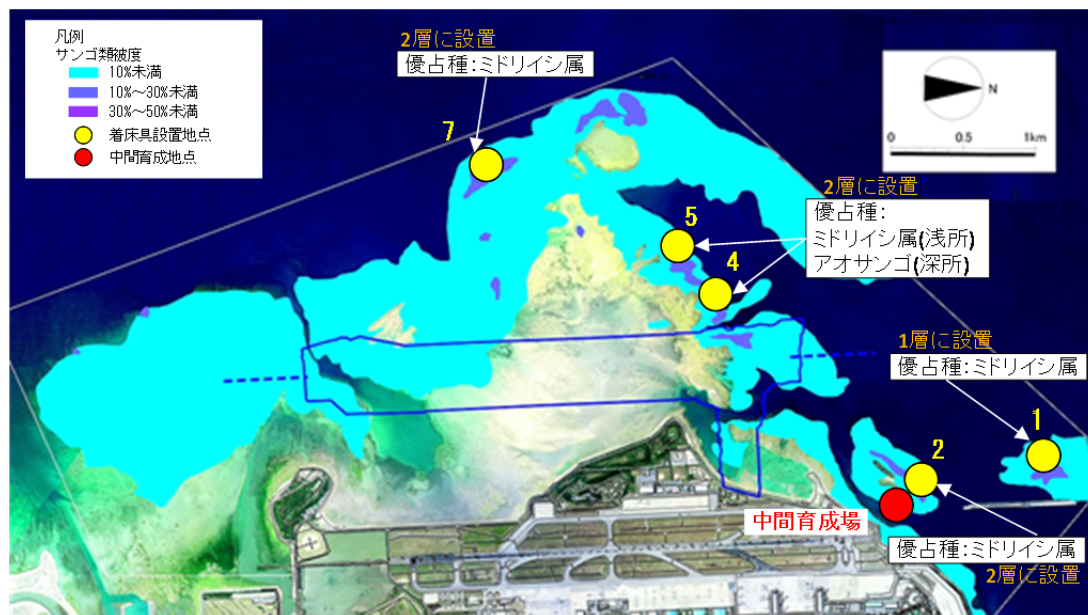 凡例
サンゴ類被度
10%未満
10%～30%未満
30%～50%未満
着床具設置地点
中間育成地点
2層に設置
優占種:ミドリイシ属
7
N
0 0.5 1km
2層に設置
優占種:
ミドリイシ属(浅所)
アオサンゴ(深所)
5
4
1層に設置
優占種:ミドリイシ属
1
2
中間育成場
優占種:ミドリイシ属
2層に設置